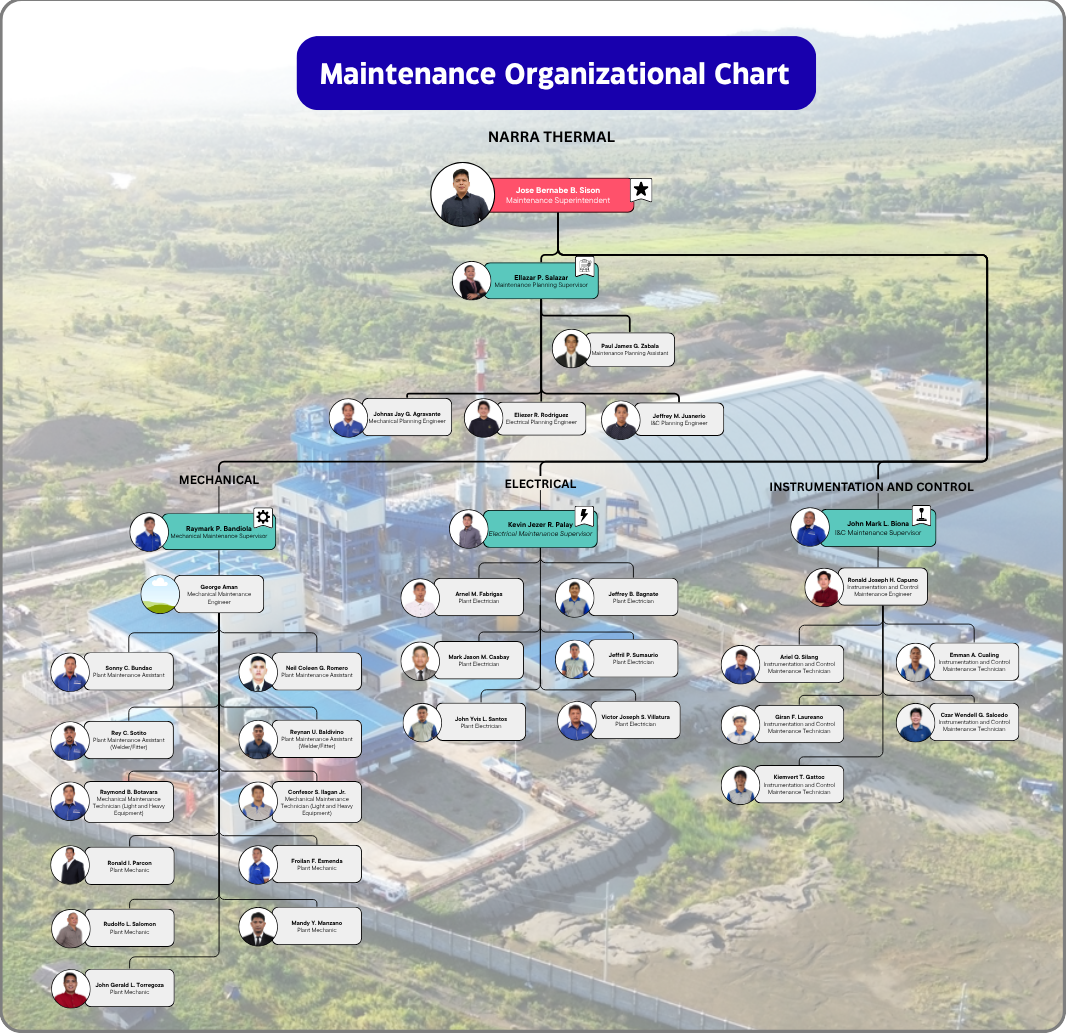 Maintenance Organizational Chart
NARRA THERMAL
Jose Bernabe B. Sison
Maintenance Superintendent
Eliazar P. Salazar
Maintenance Planning Supervisor
Paul James G. Zabala
Maintenance Planning Assistant
Johnas Jay G. Agravante
Mechanical Planning Engineer
Eliezer R. Rodriguez
Electrical Planning Engineer
Jeffrey M. Juanerio
I&C Planning Engineer
MECHANICAL
Raymark P. Bandiola
Mechanical Maintenance Supervisor
George Aman
Mechanical Maintenance
Engineer
Sonny C. Bundac
Plant Maintenance Assistant
Neil Coleen G. Romero
Plant Maintenance Assistant
Rey C. Sotito
Plant Maintenance Assistant
(Welder/Fitter)
Reynan U. Baldivino
Plant Maintenance Assistant
(Welder/Fitter)
Raymond B. Botavara
Mechanical Maintenance
Technician (Light and Heavy
Equipment)
Confesor S. Ilagan Jr.
Mechanical Maintenance
Technician (Light and Heavy
Equipment)
Ronald I. Parcon
Plant Mechanic
Froilan F. Esmenda
Plant Mechanic
Rudolfo L. Salomon
Plant Mechanic
Mandy Y. Manzano
Plant Mechanic
John Gerald L. Torregoza
Plant Mechanic
ELECTRICAL
Kevin Jezer R. Palay
Electrical Maintenance Supervisor
Arnel M. Fabrigas
Plant Electrician
Jeffrey B. Bagnate
Plant Electrician
Mark Jason M. Casbay
Plant Electrician
Jeffril P. Sumaurio
Plant Electrician
John Yvis L. Santos
Plant Electrician
Victor Joseph S. Villatura
Plant Electrician
INSTRUMENTATION AND CONTROL
John Mark L. Biona
I&C Maintenance Supervisor
Ronald Joseph H. Capuno
Instrumentation and Control
Maintenance Engineer
Ariel Q. Silang
Instrumentation and Control
Maintenance Technician
Emman A. Cualing
Instrumentation and Control
Maintenance Technician
Giran F. Laureano
Instrumentation and Control
Maintenance Technician
Czar Wendell G. Salcedo
Instrumentation and Control
Maintenance Technician
Kiemvert T. Gattoc
Instrumentation and Control
Maintenance Technician